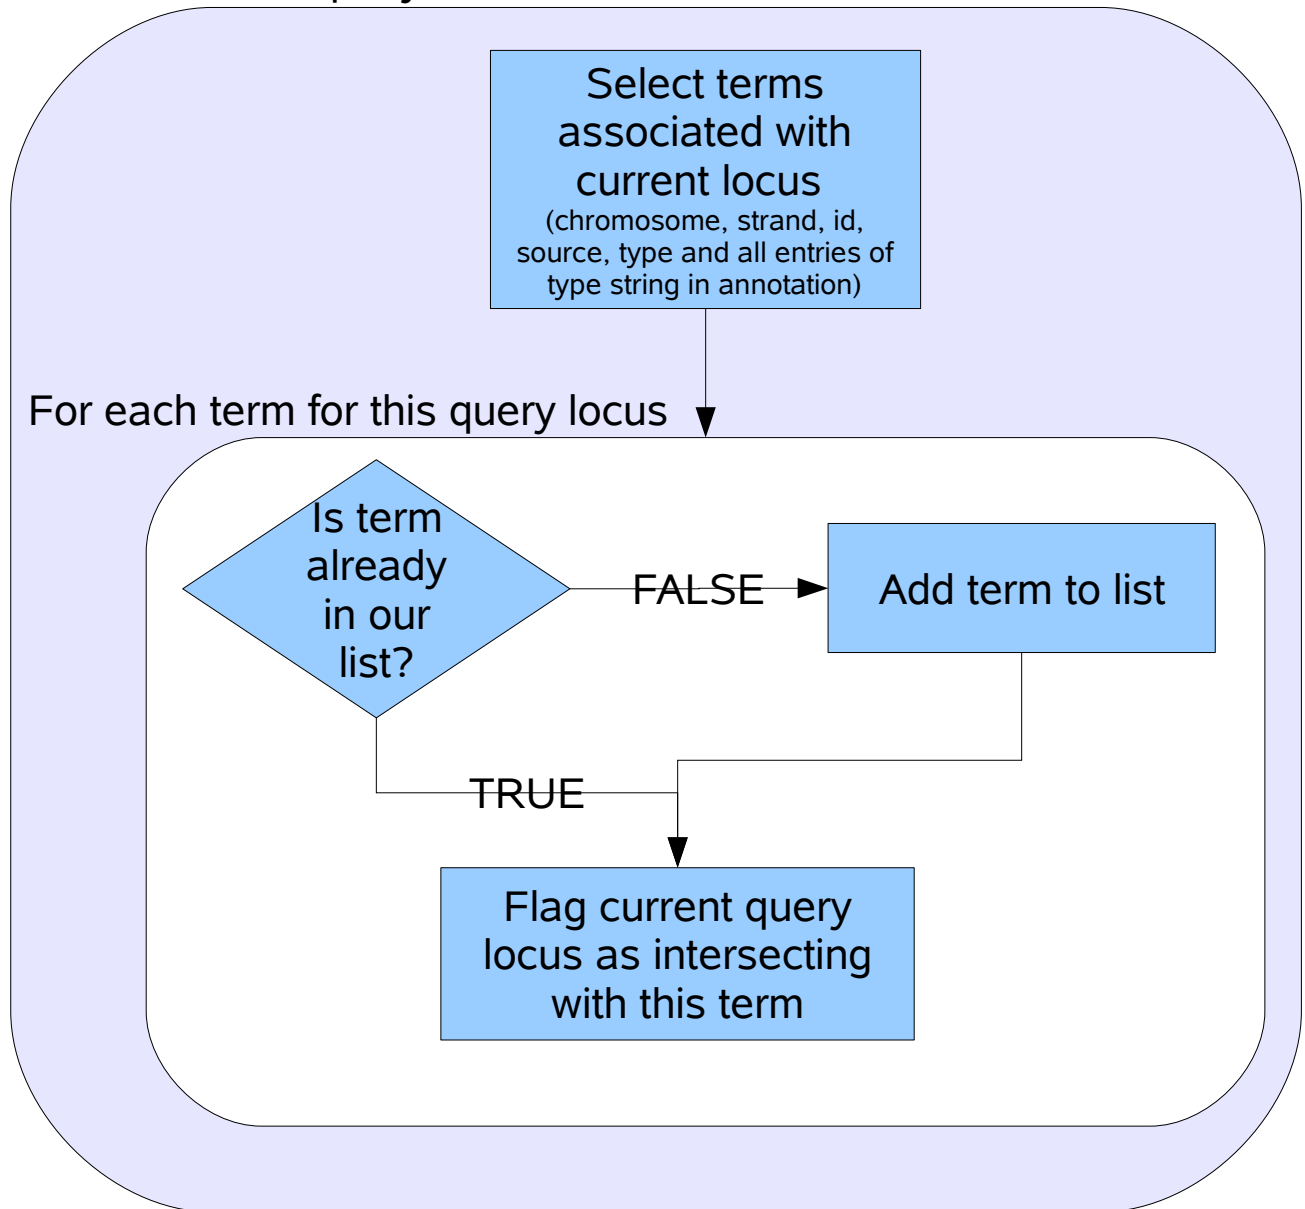 Select terms
associated with
current locus
(chromosome, strand, id,
source, type and all entries of
type string in annotation)
For each term for this query locus
Is term
already
in our
list?
FALSE
Add term to list
TRUE
Flag current query
locus as intersecting
with this term